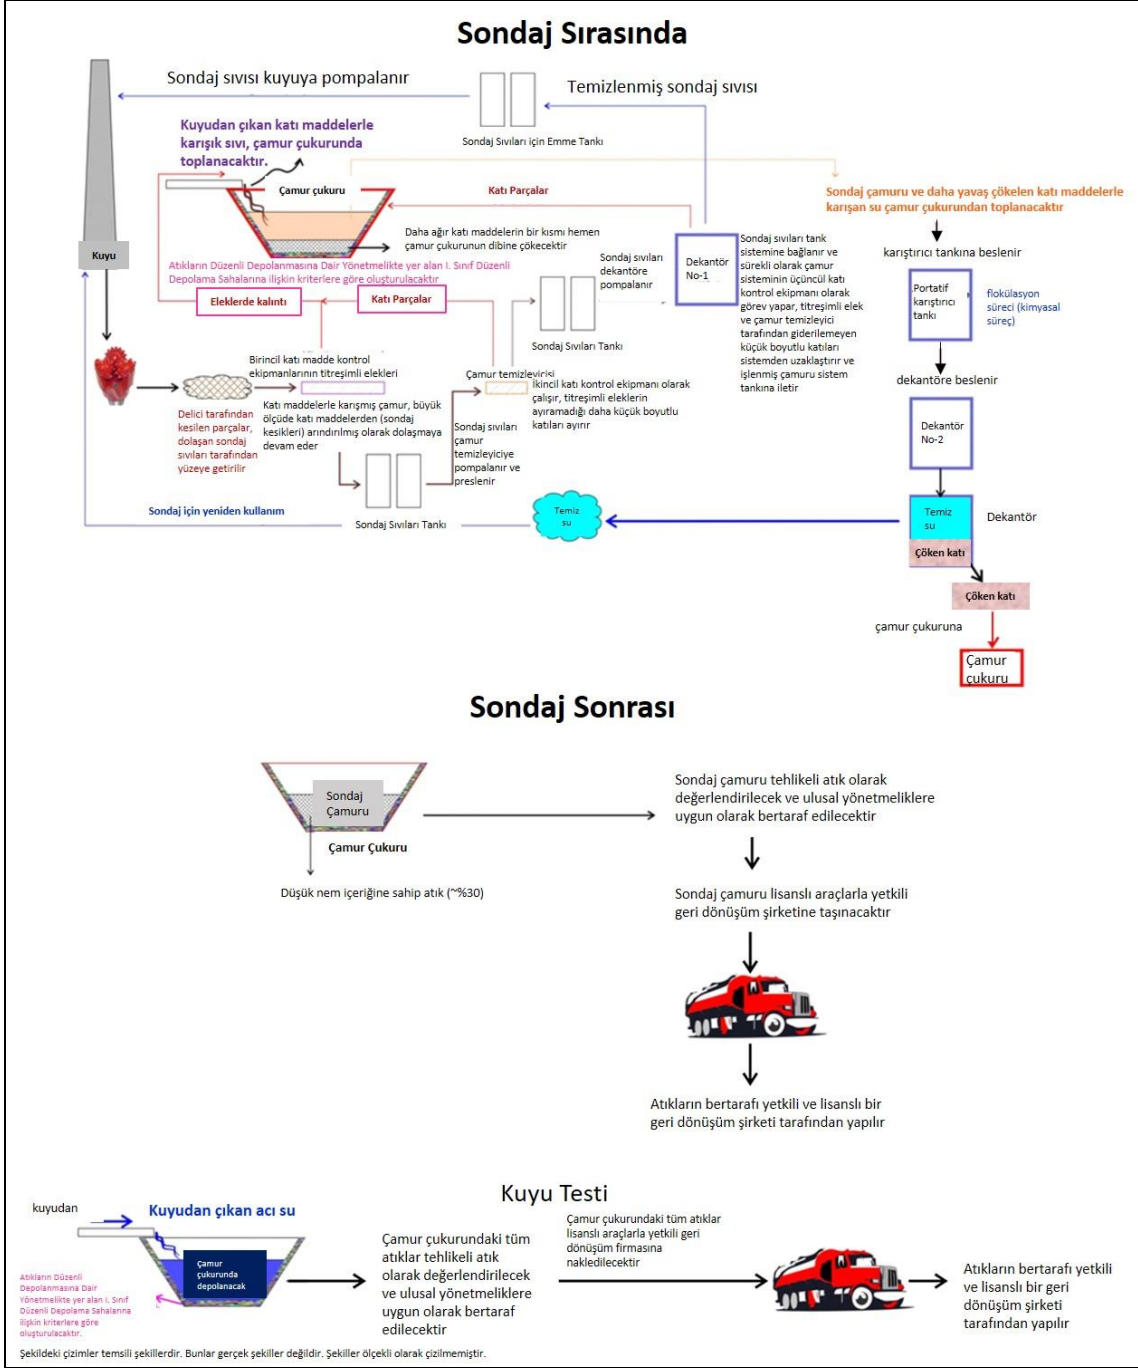 Sondaj Sırasında
Sondaj sıvısı kuyuya pompalanır
Temizlenmiş sondaj sıvısı
Sondaj Sıvıları için Emme Tankı
Kuyudan çıkan katı maddelerle
karışık sıvı, çamur çukurunda
toplanacaktır.
Çamur çukuru
Katı Parçalar
Sondaj çamuru ve daha yavaş çökelen katı maddelerle
karışan su çamur çukurundan toplanacaktır
Daha ağır katı maddelerin bir kısmı hemen
çamur çukurunun dibine çökecektir
Kuyu
Atıkların Düzenli Depolanmasına Dair Yönetmelikte yer alan I. Sınıf Düzenli
Depolama Sahalarına ilişkin kriterlere göre oluşturulacaktır
Eleklerde kalıntı
Katı Parçalar
Sondaj sıvıları
dekantöre
pompalanır
Dekantör
No-1
Sondaj sıvıları tank
sistemine bağlanır ve
sürekli olarak çamur
sisteminin üçüncül katı
kontrol ekipmanı olarak
görev yapar, titreşimli elek
ve çamur temizleyici
tarafından giderilemeyen
küçük boyutlu katıları
sistemden uzaklaştırır ve
işlenmiş çamuru sistem
tankına iletir
karıştırıcı tankına beslenir
Portatif
karıştırıcı
tankı
flokülasyon
süreci (kimyasal
süreç)
Sondaj Sıvıları Tankı
Birincil katı madde kontrol
ekipmanlarının titreşimli elekleri
Çamur temizleyicisi
Delici tarafından
kesilen parçalar,
dolaşan sondaj
sıvıları tarafından
yüzeye getirilir
Katı maddelerle karışmış çamur, büyük
ölçüde katı maddelerden (sondaj
kesikleri) arındırılmış olarak dolaşmaya
devam eder
İkincil katı kontrol ekipmanı olarak
çalışır, titreşimli eleklerin
ayıramadığı daha küçük boyutlu
katıları ayırır
Sondaj sıvıları
çamur
temizleyiciye
pompalanır ve
preslenir
dekantöre beslenir
Dekantör
No-2
Sondaj için yeniden kullanım
Sondaj Sıvıları Tankı
Temiz
su
Temiz
su
Dekantör
Çöken katı
Çöken katı
çamur çukuruna
Çamur
çukuru
Sondaj Sonrası
Sondaj
Çamuru
Çamur Çukuru
Düşük nem içeriğine sahip atık (~%30)
Sondaj çamuru tehlikeli atık olarak
değerlendirilecek ve ulusal yönetmeliklere
uygun olarak bertaraf edilecektir
Sondaj çamuru lisanslı araçlarla yetkili
geri dönüşüm şirketine taşınacaktır
Atıkların bertarafı yetkili ve lisanslı bir
geri dönüşüm şirketi tarafından yapılır
Kuyu Testi
kuyudan
Kuyudan çıkan acı su
Çamur
çukurunda
depolanacak
Atıkların Düzenli
Depolanmasına Dair
Yönetmelikte yer alan I. Sınıf
Düzenli Depolama Sahalarına
ilişkin kriterlere göre
oluşturulacaktır.
Çamur çukurundaki tüm
atıklar tehlikeli atık
olarak değerlendirilecek
ve ulusal yönetmeliklere
uygun olarak bertaraf
edilecektir
Çamur çukurundaki tüm atıklar
lisanslı araçlarla yetkili geri
dönüşüm firmasına
nakledilecektir
Atıkların bertarafı yetkili
ve lisanslı bir geri
dönüşüm şirketi
tarafından yapılır
Şekildeki çizimler temsili şekillerdir. Bunlar gerçek şekiller değildir. Şekiller ölçekli olarak çizilmemiştir.